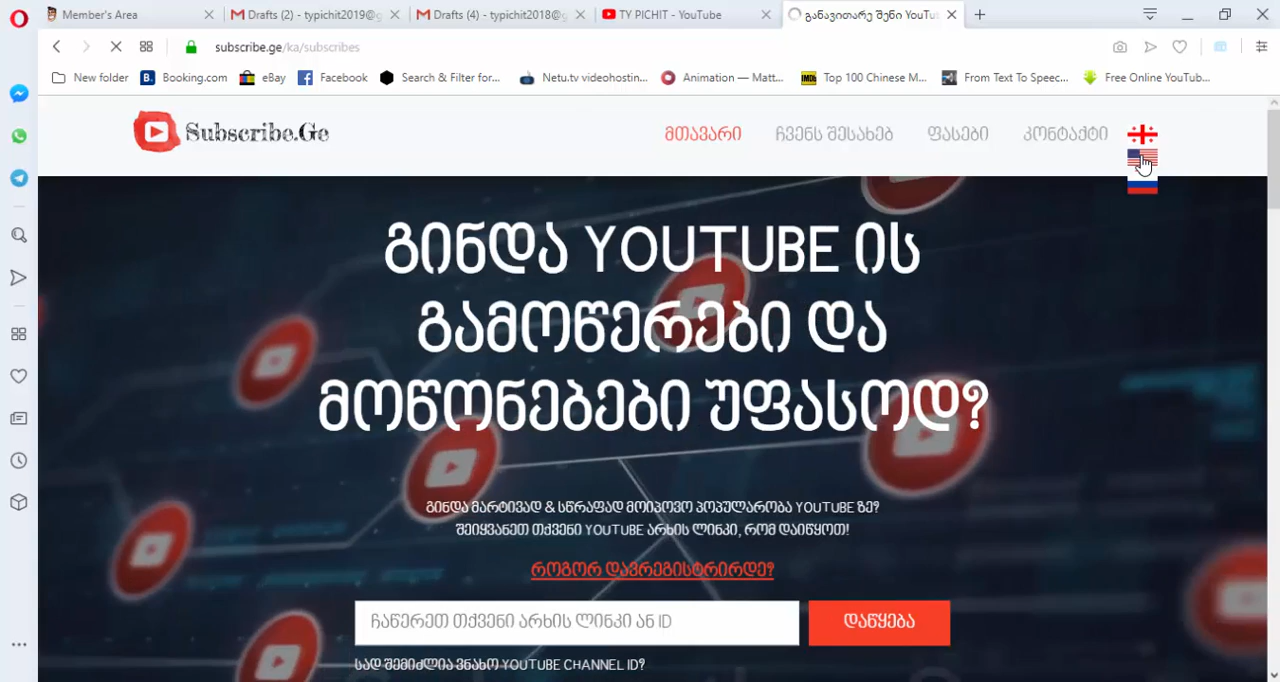 Member's Area
Drafts (2) - typichit2019@g
Drafts (4) - typichit2018@g
TY PICHIT - YouTube
განავითარე შენი YouTub
subscribe.ge/ka/subscribes
New folder
Booking.com
eBay
Facebook
Search & Filter for...
Netu.tv videohostin...
Animation — Matt...
Top 100 Chinese M...
From Text To Speec...
Free Online YouTub...
Subscribe.Ge
მთავარი
ჩვენს შესახებ
ფასები
კონტაქტი
გინდა YOUTUBE ის
გამოწერები და
მოწონებები უფასოდ?
გინდა მარტივად & სწრაფად მოიპოვო პოპულარობა YOUTUBE ზე?
შეიყვანეთ თქვენი YOUTUBE არხის ლინკი, რომ დაიწყოთ!
როგორ დავრეგისტრირდე?
ჩაწერეთ თქვენი არხის ლინკი ან ID
დაწყება
სად შემიძლია ვნახო YOUTUBE CHANNEL ID?